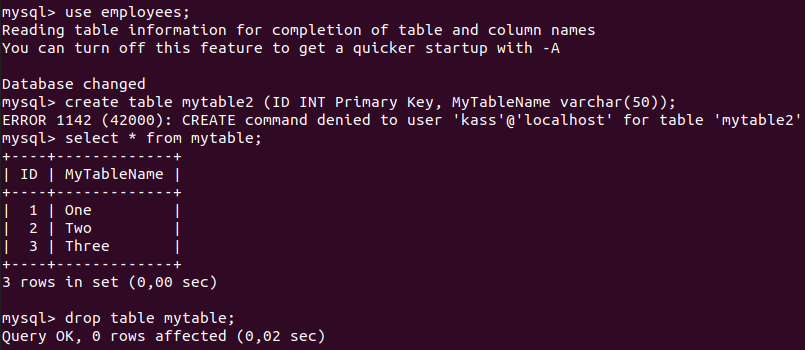 mysql> use employees;
Reading table information for completion of table and column names
You can turn off this feature to get a quicker startup with -A
Database changed
mysql> create table mytable2 (ID INT Primary Key, MyTableName varchar(50));
ERROR 1142 (42000): CREATE command denied to user 'kass'@'localhost' for table 'mytable2'
mysql> select * from mytable;
+----+-------------+
| ID | MyTableName |
+----+-------------+
|  1 | One         |
|  2 | Two         |
|  3 | Three       |
+----+-------------+
3 rows in set (0,00 sec)
mysql> drop table mytable;
Query OK, 0 rows affected (0,02 sec)